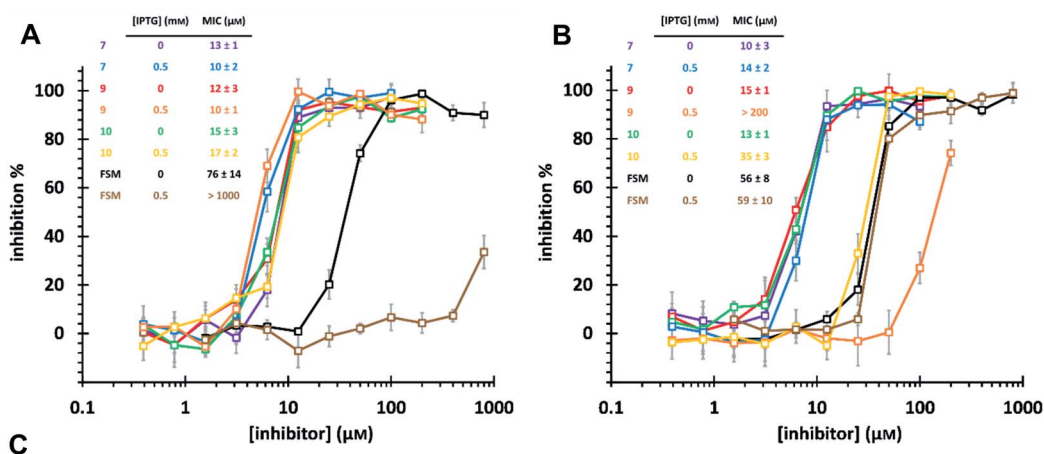 A
[IPTG] (mM) MIC (μM)
7 0 13 ± 1
7 0.5 10 ± 2
9 0 12 ± 3
9 0.5 10 ± 1
10 0 15 ± 3
10 0.5 17 ± 2
FSM 0 76 ± 14
FSM 0.5 > 1000
inhibition %
100
80
60
40
20
0
0.1 1 10 100 1000
[inhibitor] (μM)
B
[IPTG] (mM) MIC (μM)
7 0 10 ± 3
7 0.5 14 ± 2
9 0 15 ± 1
9 0.5 > 200
10 0 13 ± 1
10 0.5 35 ± 3
FSM 0 56 ± 8
FSM 0.5 59 ± 10
inhibition %
100
80
60
40
20
0
0.1 1 10 100 1000
[inhibitor] (μM)
C